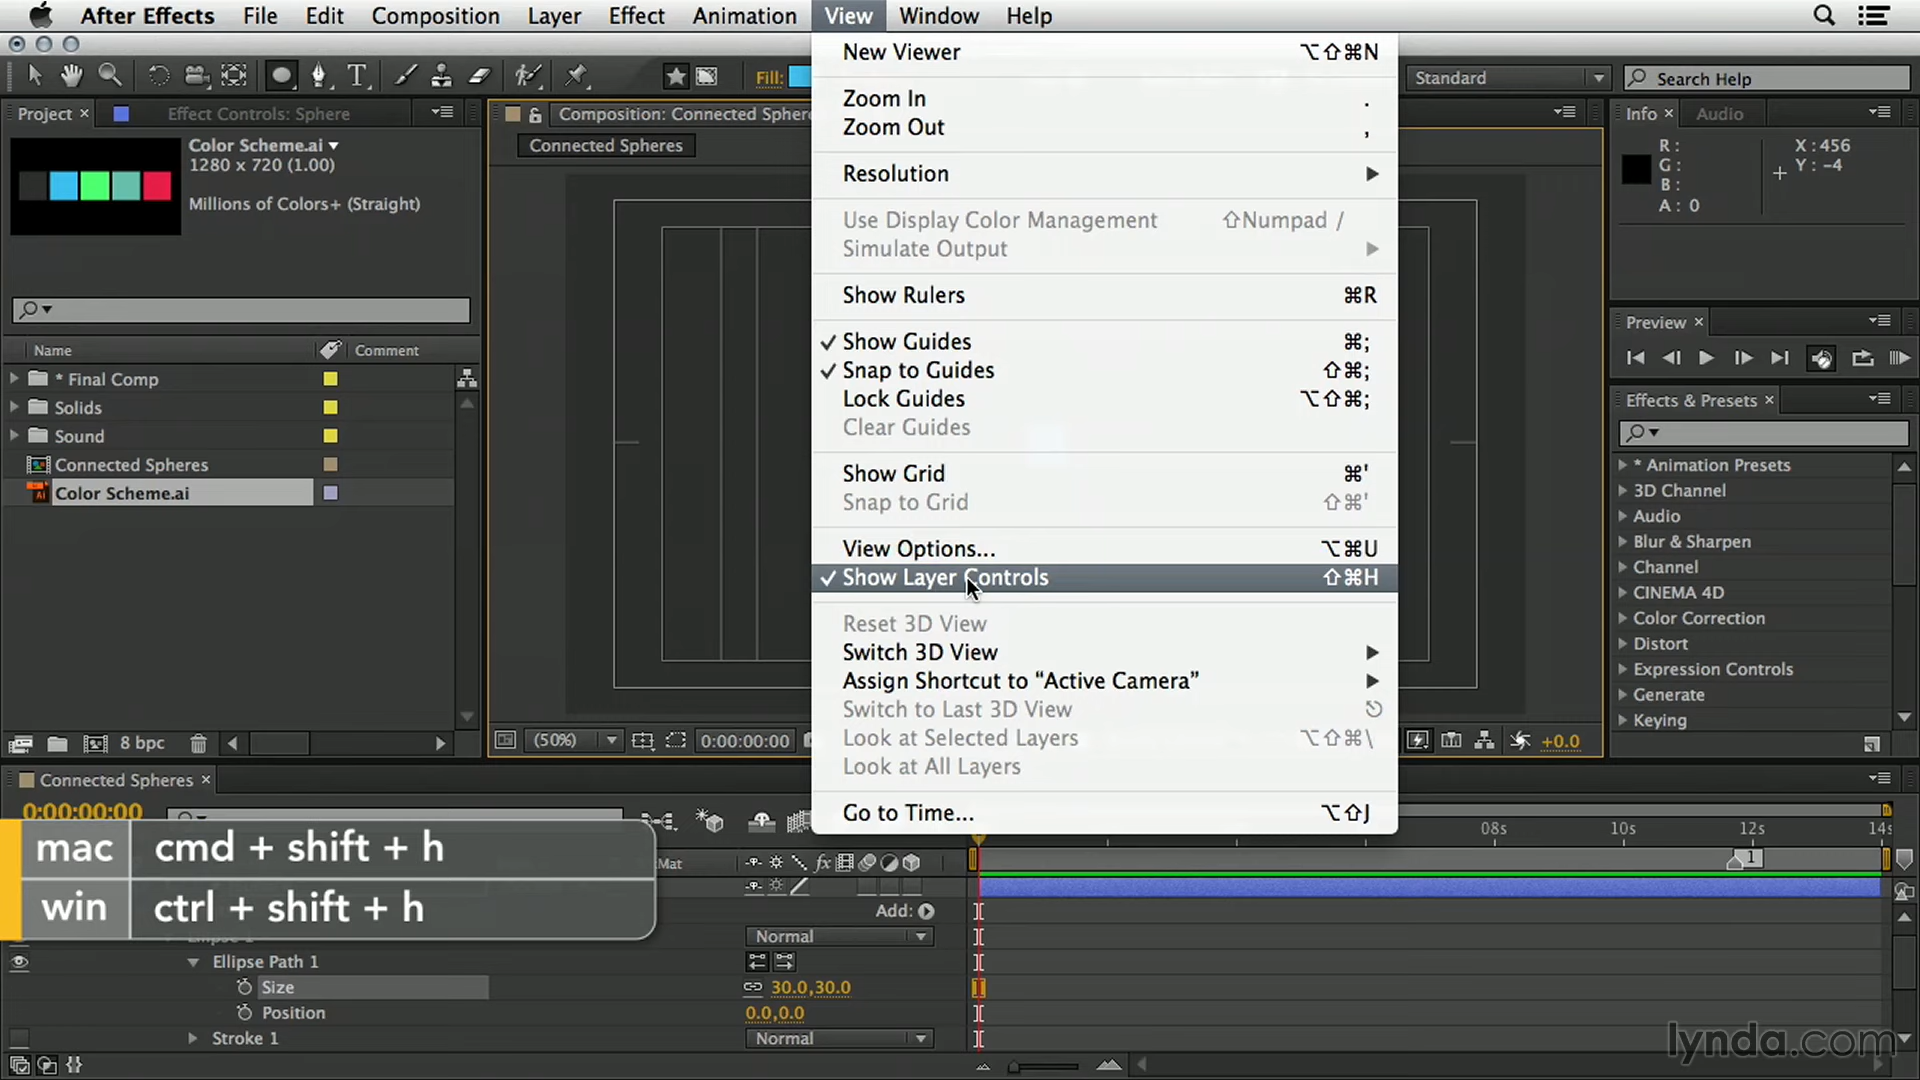 After Effects File Edit Composition Layer Effect Animation View Window Help
Fill:
Standard
Search Help
Project × Effect Controls: Sphere
Color Scheme.ai
1280 x 720 (1.00)
Millions of Colors+ (Straight)
Name Comment
* Final Comp
Solids
Sound
Connected Spheres
Color Scheme.ai
8 bpc
Composition: Connected Sphere
Connected Spheres
(50%) 0:00:00:00
+0.0
New Viewer ⌥⇧⌘N
Zoom In .
Zoom Out ,
Resolution
Use Display Color Management ⇧Numpad /
Simulate Output
Show Rulers ⌘R
✓ Show Guides ⌘;
✓ Snap to Guides ⇧⌘;
Lock Guides ⌥⇧⌘;
Clear Guides
Show Grid ⌘'
Snap to Grid ⇧⌘'
View Options... ⌥⌘U
✓ Show Layer Controls ⇧⌘H
Reset 3D View
Switch 3D View
Assign Shortcut to “Active Camera”
Switch to Last 3D View
Look at Selected Layers ⌥⇧⌘\
Look at All Layers
Go to Time... ⌥⇧J
Info × Audio
R : X : 456
G : Y : -4
B :
A : 0
Preview ×
Effects & Presets ×
* Animation Presets
3D Channel
Audio
Blur & Sharpen
Channel
CINEMA 4D
Color Correction
Distort
Expression Controls
Generate
Keying
Connected Spheres ×
0:00:00:00
08s 10s 12s 14s
1
mac cmd + shift + h
win ctrl + shift + h
Mat
fx
Add:
Normal
Ellipse Path 1
Size 30.0,30.0
Position 0.0,0.0
Stroke 1 Normal
lynda.com